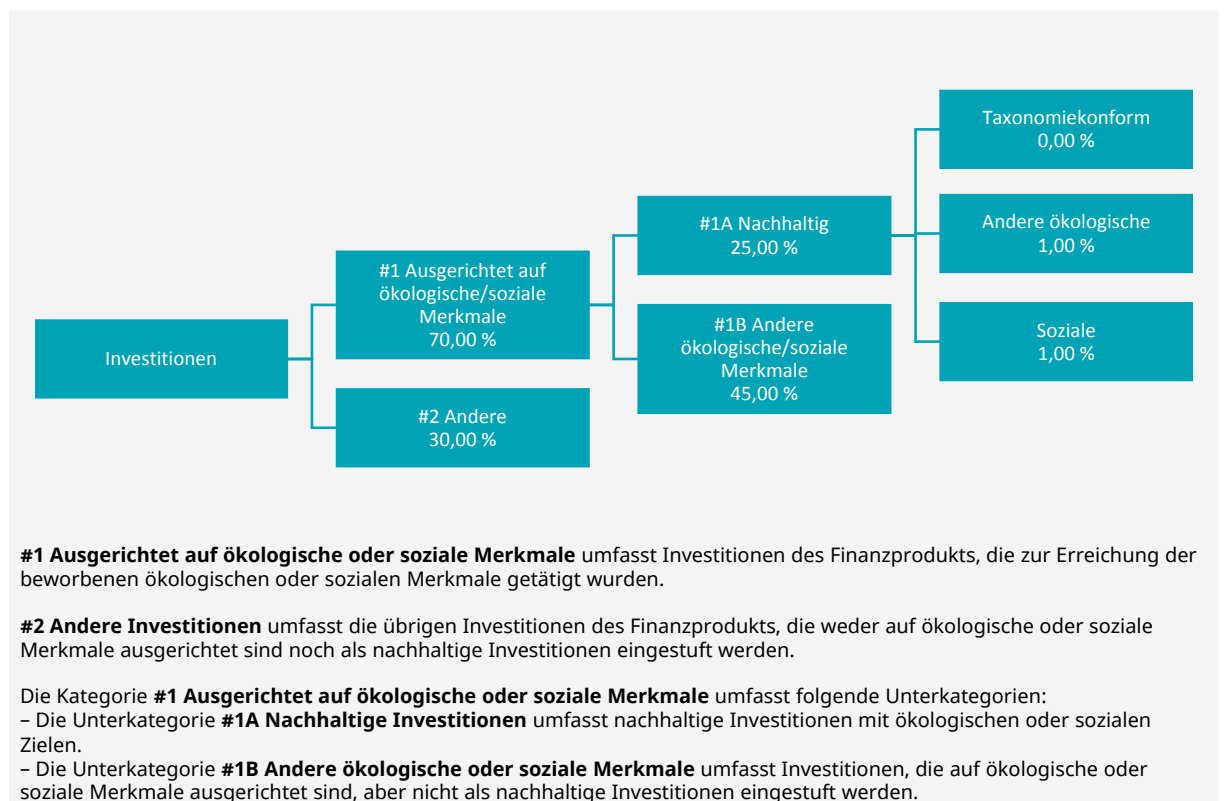 Taxonomiekonform
0,00 %
#1A Nachhaltig
25,00 %
Andere ökologische
1,00 %
#1 Ausgerichtet auf
ökologische/soziale
Merkmale
70,00 %
Investitionen
#1B Andere
ökologische/soziale
Merkmale
45,00 %
Soziale
1,00 %
#2 Andere
30,00 %
#1 Ausgerichtet auf ökologische oder soziale Merkmale umfasst Investitionen des Finanzprodukts, die zur Erreichung der
beworbenen ökologischen oder sozialen Merkmale getätigt wurden.
#2 Andere Investitionen umfasst die übrigen Investitionen des Finanzprodukts, die weder auf ökologische oder soziale
Merkmale ausgerichtet sind noch als nachhaltige Investitionen eingestuft werden.
Die Kategorie #1 Ausgerichtet auf ökologische oder soziale Merkmale umfasst folgende Unterkategorien:
– Die Unterkategorie #1A Nachhaltige Investitionen umfasst nachhaltige Investitionen mit ökologischen oder sozialen
Zielen.
– Die Unterkategorie #1B Andere ökologische oder soziale Merkmale umfasst Investitionen, die auf ökologische oder
soziale Merkmale ausgerichtet sind, aber nicht als nachhaltige Investitionen eingestuft werden.